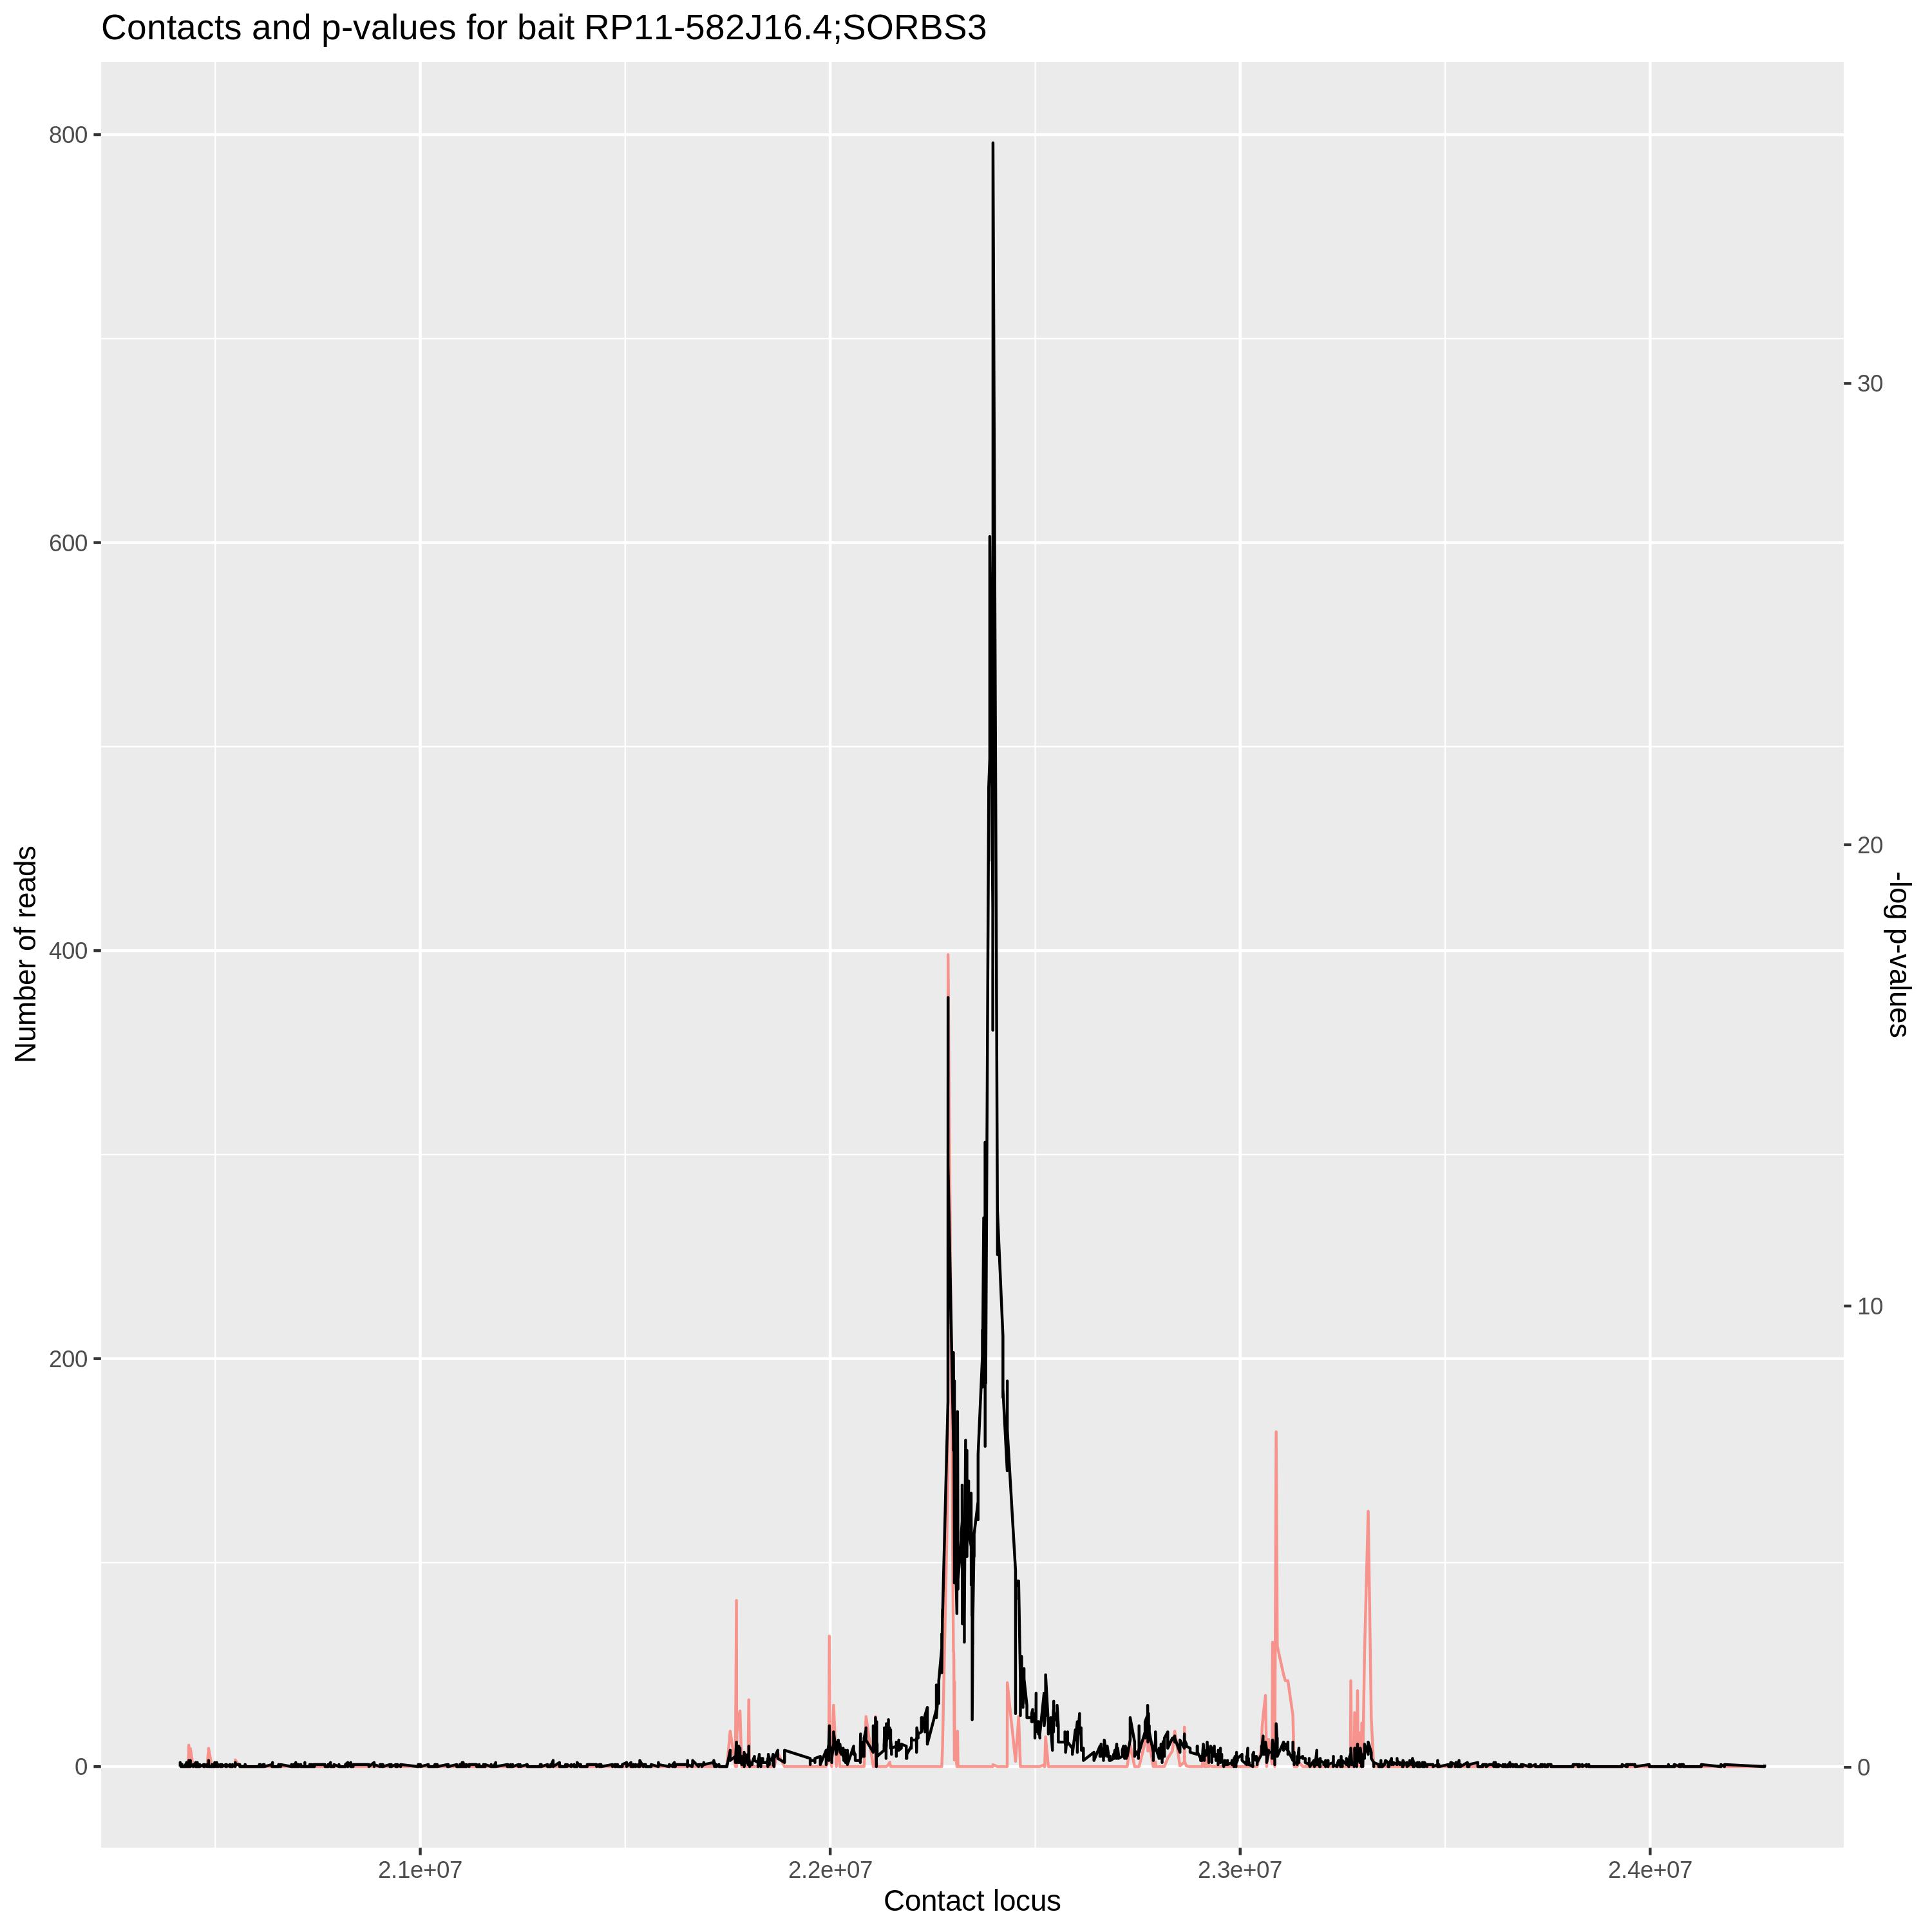 Contacts and p-values for bait RP11-582J16.4;SORBS3
800
600
400
200
0
Number of reads
30
20
10
0
-log p-values
2.1e+07
2.2e+07
2.3e+07
2.4e+07
Contact locus